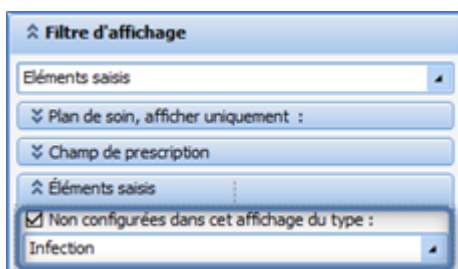 Filtre d'affichage
Eléments saisis
Plan de soin, afficher uniquement :
Champ de prescription
Éléments saisis
Non configurées dans cet affichage du type :
Infection